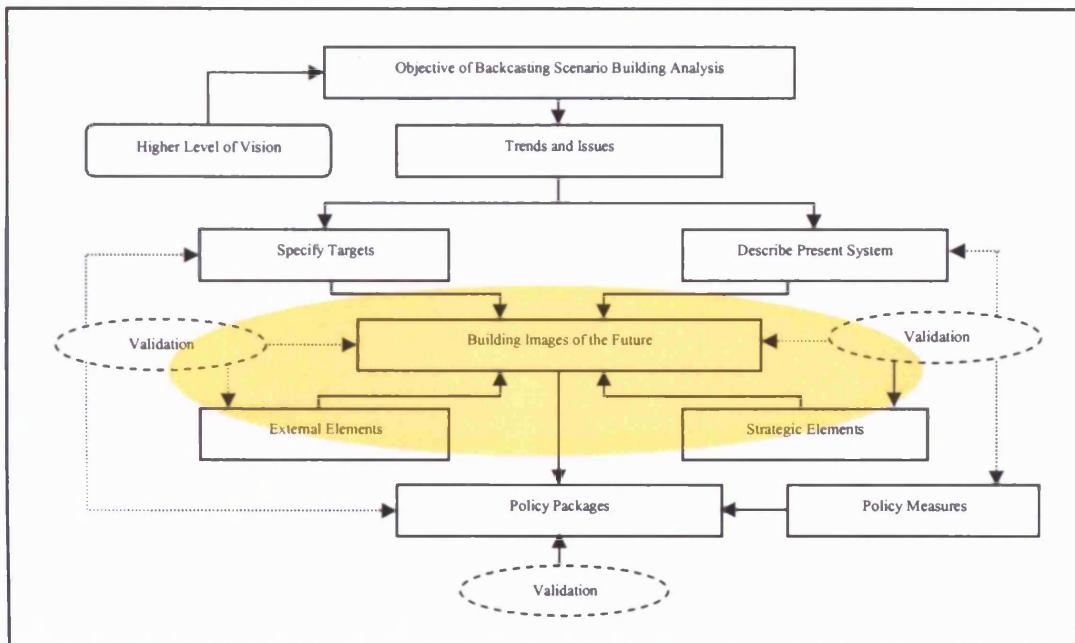 Objective of Backcasting Scenario Building Analysis
Higher Level of Vision
Trends and Issues
Specify Targets
Describe Present System
Validation
Building Images of the Future
Validation
External Elements
Strategic Elements
Policy Packages
Policy Measures
Validation